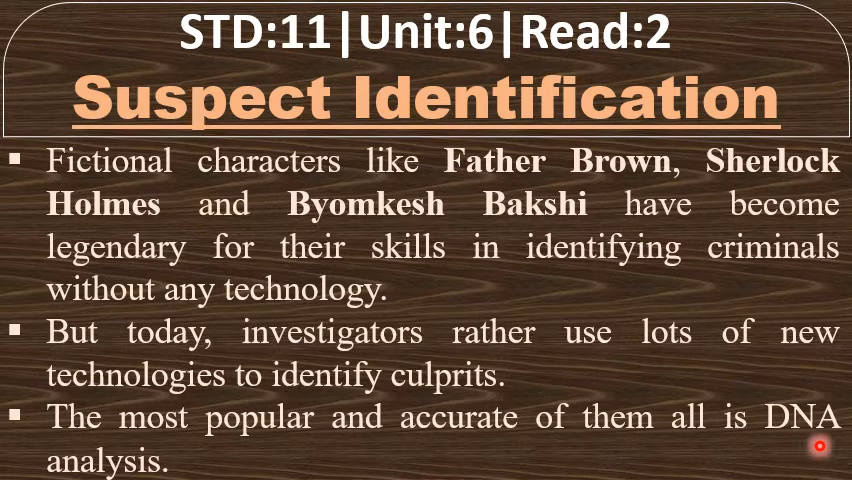 STD:11|Unit:6|Read:2
Suspect Identification
▪ Fictional characters like Father Brown, Sherlock
Holmes and Byomkesh Bakshi have become
legendary for their skills in identifying criminals
without any technology.
▪ But today, investigators rather use lots of new
technologies to identify culprits.
▪ The most popular and accurate of them all is DNA
analysis.